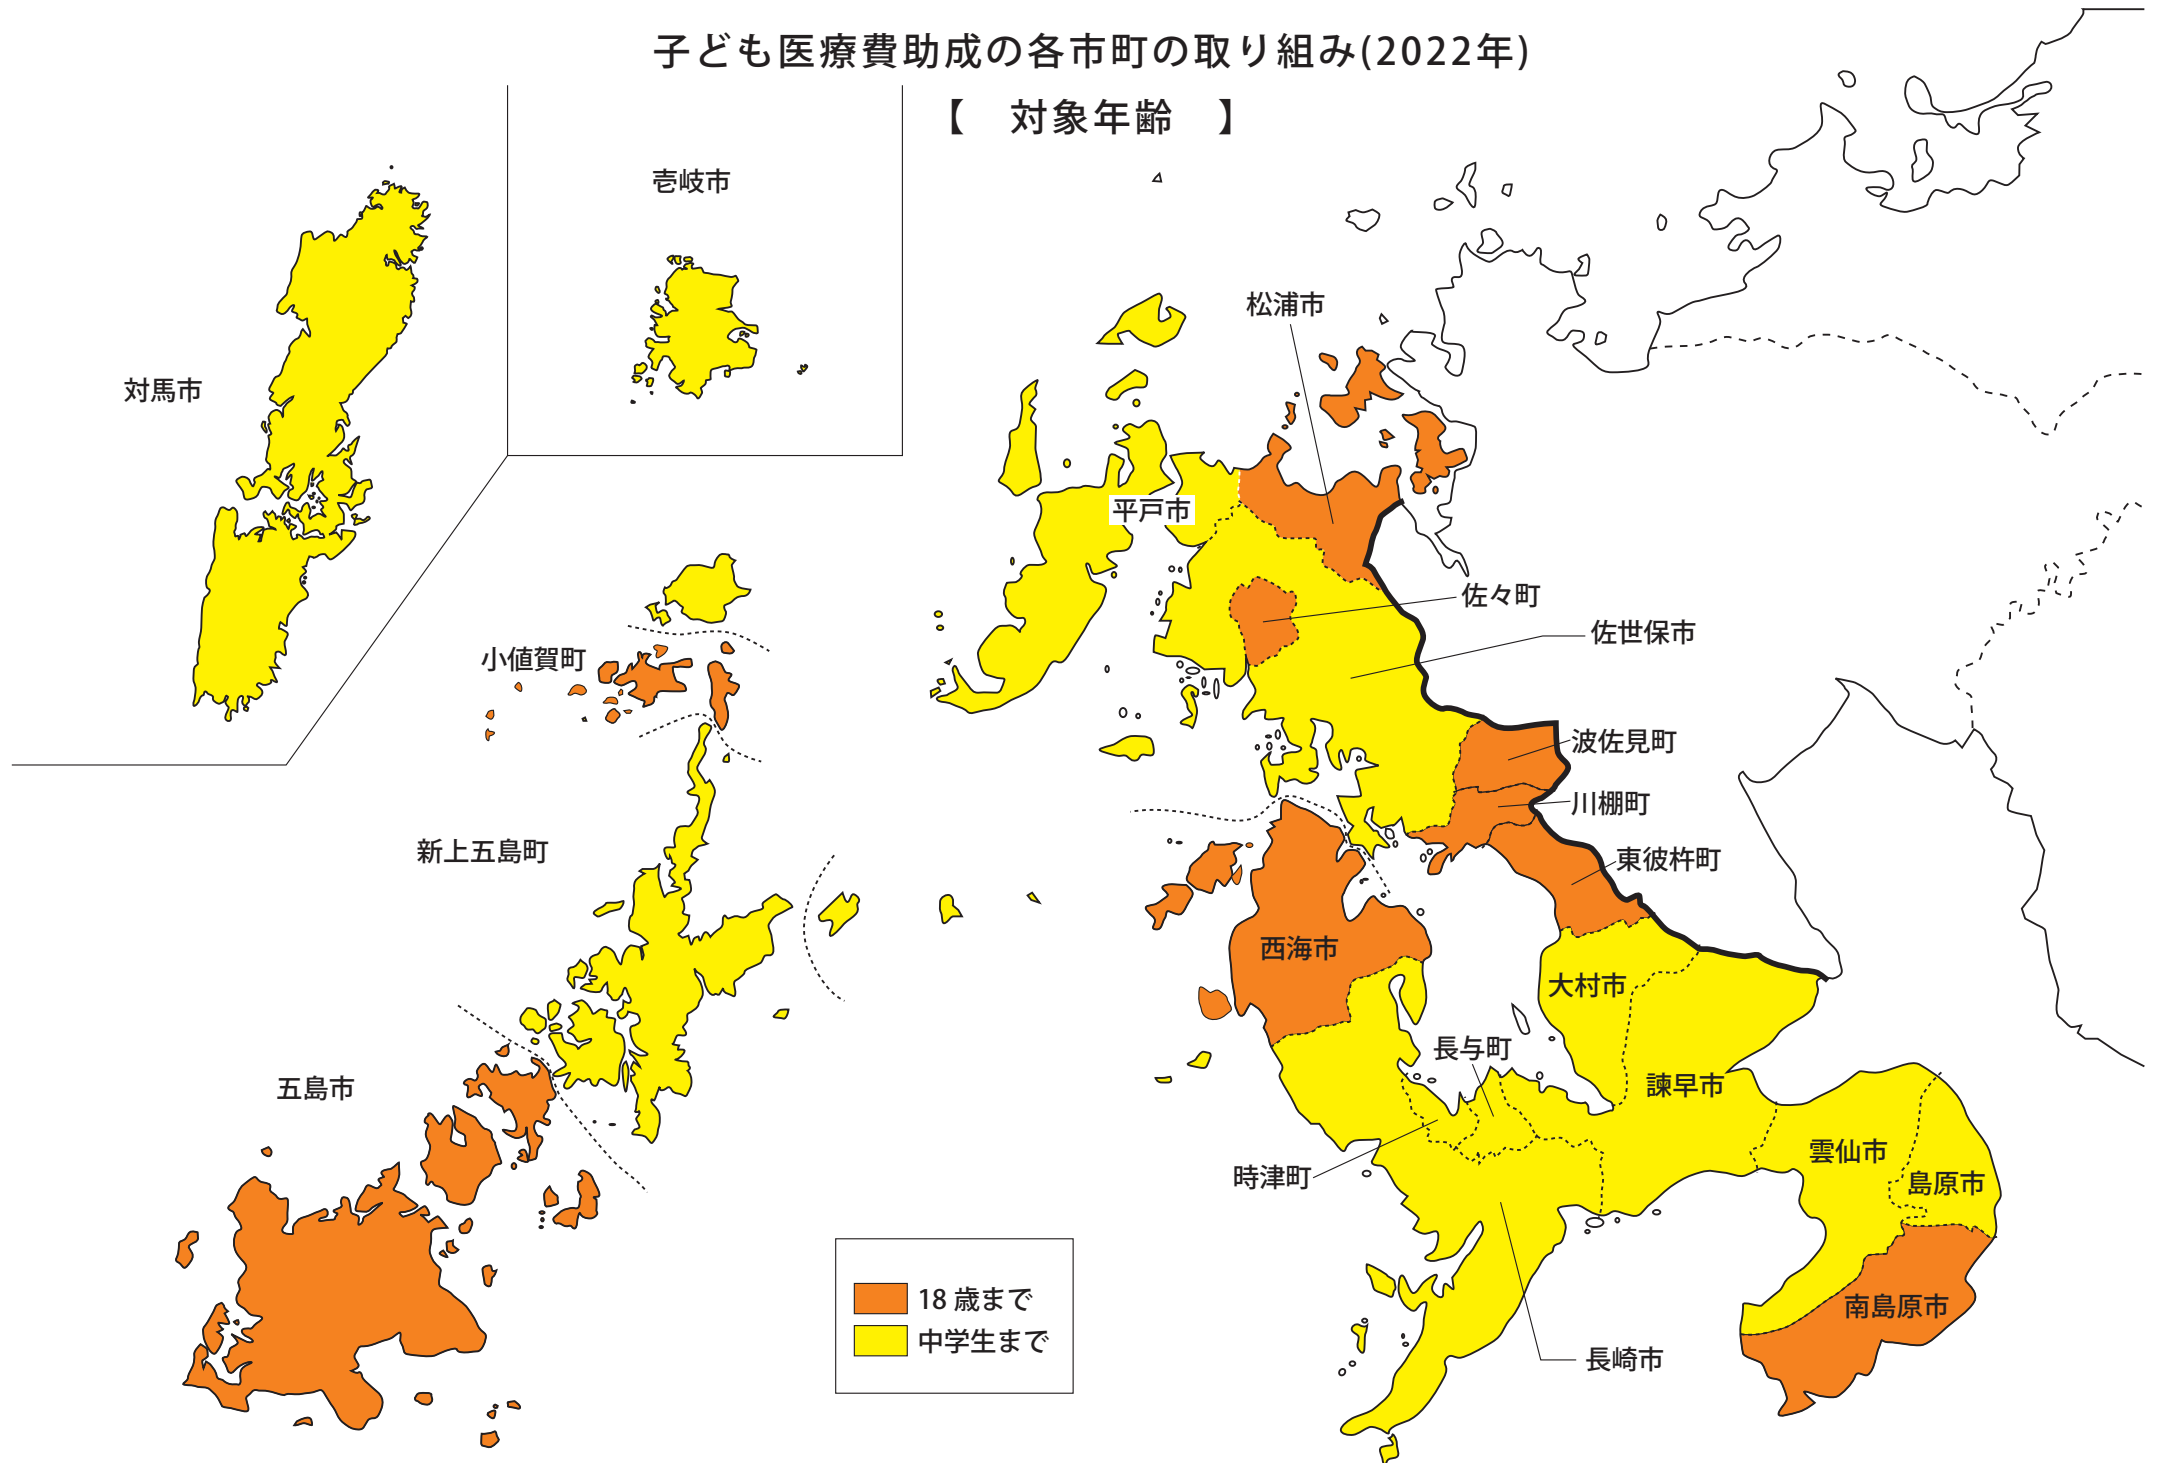 子ども医療費助成の各市町の取り組み(2022年)
【　対象年齢　】
壱岐市
対馬市
松浦市
平戸市
佐々町
佐世保市
小値賀町
波佐見町
川棚町
新上五島町
東彼杵町
西海市
大村市
長与町
五島市
諫早市
雲仙市
時津町
島原市
18 歳まで
中学生まで
南島原市
長崎市